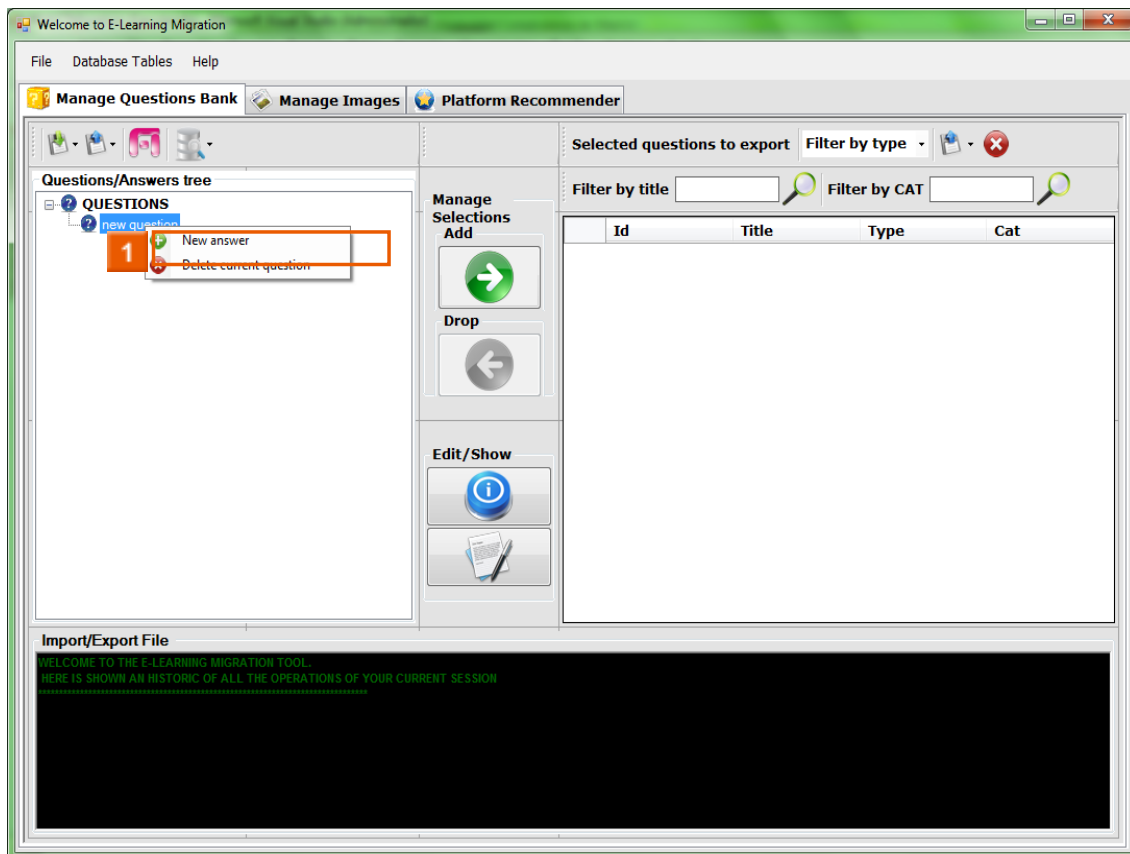 Welcome to E-Learning Migration
File Database Tables Help
Manage Questions Bank Manage Images Platform Recommender
Selected questions to export Filter by type
Questions/Answers tree
Filter by title Filter by CAT
QUESTIONS
new question
1
New answer
Delete current question
Manage
Selections
Add
Drop
Id Title Type Cat
Edit/Show
Import/Export File
WELCOME TO THE E-LEARNING MIGRATION TOOL.
HERE IS SHOWN AN HISTORIC OF ALL THE OPERATIONS OF YOUR CURRENT SESSION